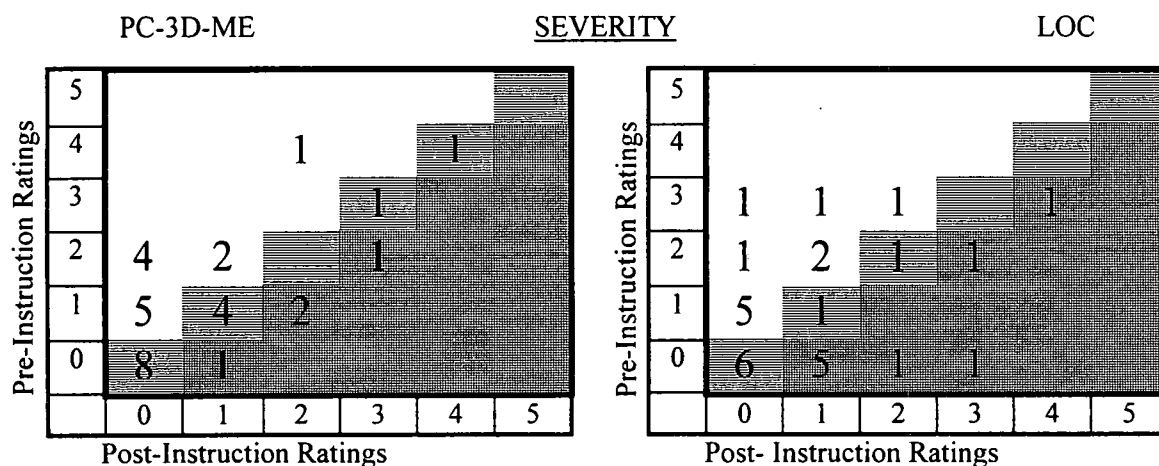 PC-3D-ME SEVERITY LOC
Pre-Instruction Ratings
5
4 1 1
3 1
2 4 2 1
1 5 4 2
0 8 1
0 1 2 3 4 5
Post-Instruction Ratings
Pre-Instruction Ratings
5
4
3 1 1 1 1
2 1 2 1 1
1 5 1
0 6 5 1 1
0 1 2 3 4 5
Post- Instruction Ratings